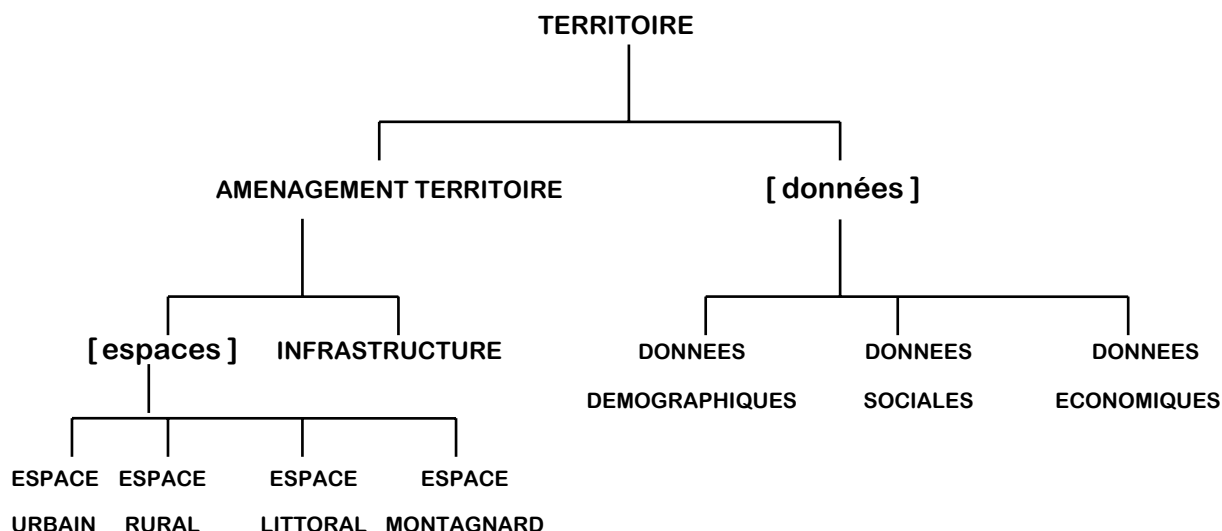 TERRITOIRE
AMENAGEMENT TERRITOIRE [ données ]
[ espaces ] INFRASTRUCTURE DONNEES DONNEES DONNEES
DEMOGRAPHIQUES SOCIALES ECONOMIQUES
ESPACE ESPACE ESPACE ESPACE
URBAIN RURAL LITTORAL MONTAGNARD